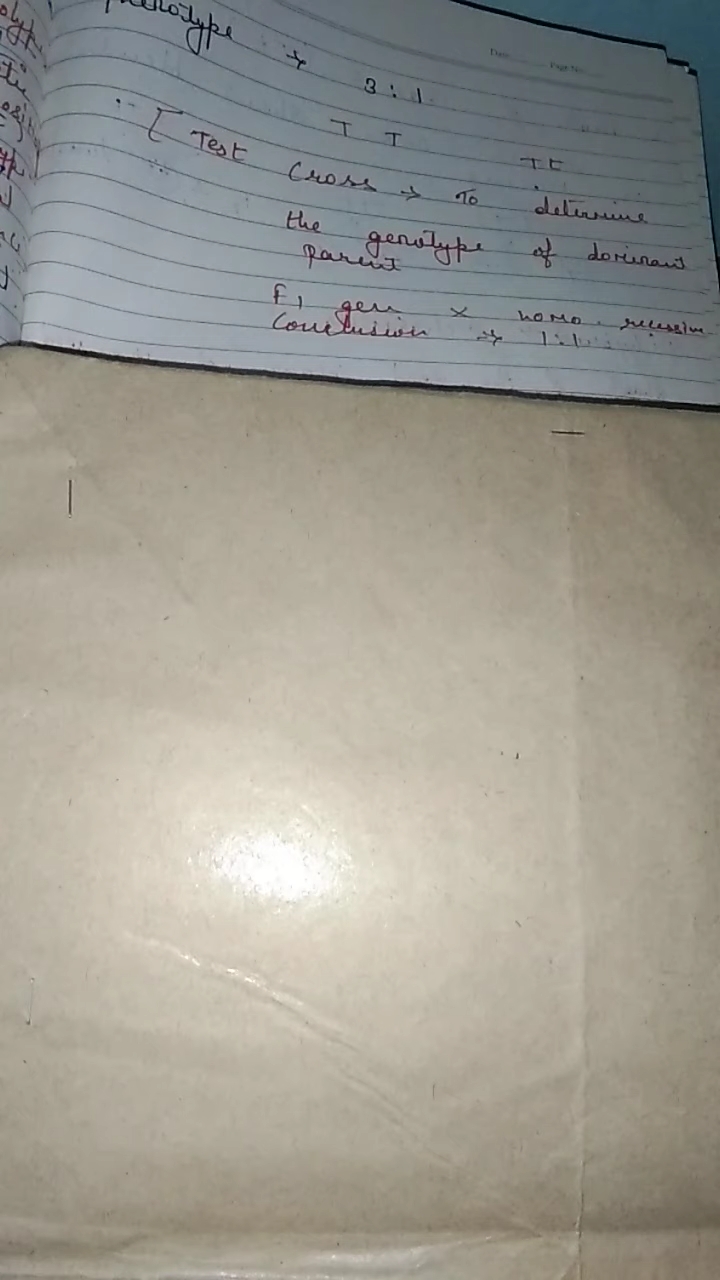 phenotype → 3 : 1
T T Tt
[ Test Cross → To determine
the genotype of dominant
parent
F1 gen × homo. recessive
Conclusion → 1:1